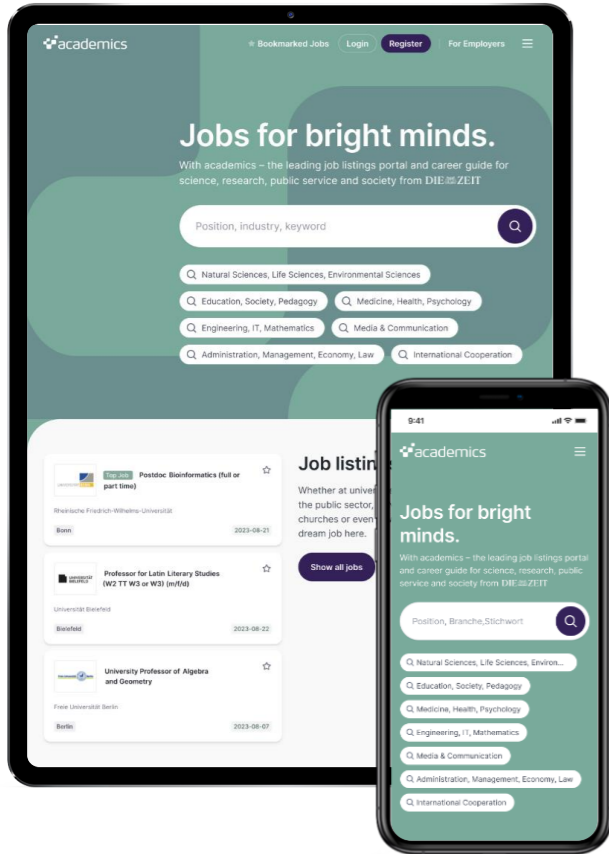 academics
★ Bookmarked Jobs Login Register For Employers
Jobs for bright minds.
With academics – the leading job listings portal and career guide for
science, research, public service and society from DIE ZEIT
Position, industry, keyword
Natural Sciences, Life Sciences, Environmental Sciences
Education, Society, Pedagogy
Medicine, Health, Psychology
Engineering, IT, Mathematics
Media & Communication
Administration, Management, Economy, Law
International Cooperation
Top Job Postdoc Bioinformatics (full or
part time)
Rheinische Friedrich-Wilhelms-Universität
Bonn 2023-08-21
UNIVERSITÄT
BIELEFELD
Professor for Latin Literary Studies
(W2 TT W3 or W3) (m/f/d)
Universität Bielefeld
Bielefeld 2023-08-22
University Professor of Algebra
and Geometry
Freie Universität Berlin
Berlin 2023-08-07
Job listin
Whether at univer
the public sector,
churches or even
dream job here.
Show all jobs
9:41
academics
Jobs for bright
minds.
With academics – the leading job listings portal
and career guide for science, research, public
service and society from DIE ZEIT
Position, Branche,Stichwort
Natural Sciences, Life Sciences, Environ...
Education, Society, Pedagogy
Medicine, Health, Psychology
Engineering, IT, Mathematics
Media & Communication
Administration, Management, Economy, Law
International Cooperation